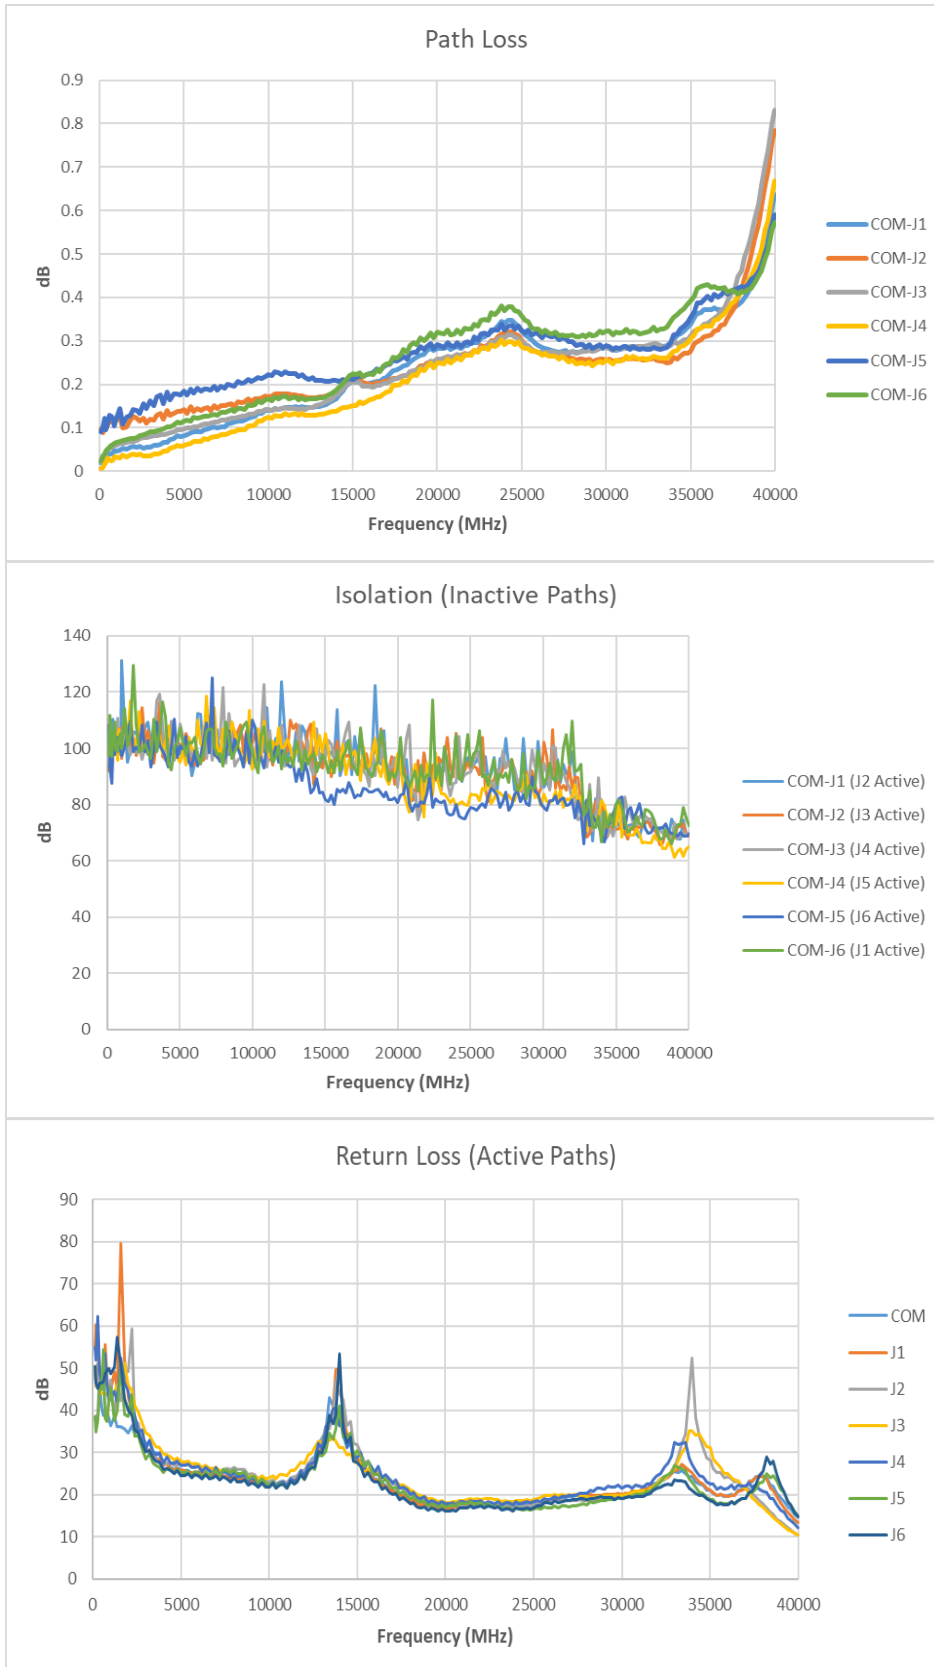 Path Loss
0.9
0.8
0.7
0.6
0.5
0.4
0.3
0.2
0.1
0
dB
0 5000 10000 15000 20000 25000 30000 35000 40000
Frequency (MHz)
COM-J1
COM-J2
COM-J3
COM-J4
COM-J5
COM-J6
Isolation (Inactive Paths)
140
120
100
80
60
40
20
0
dB
0 5000 10000 15000 20000 25000 30000 35000 40000
Frequency (MHz)
COM-J1 (J2 Active)
COM-J2 (J3 Active)
COM-J3 (J4 Active)
COM-J4 (J5 Active)
COM-J5 (J6 Active)
COM-J6 (J1 Active)
Return Loss (Active Paths)
90
80
70
60
50
40
30
20
10
0
dB
0 5000 10000 15000 20000 25000 30000 35000 40000
Frequency (MHz)
COM
J1
J2
J3
J4
J5
J6